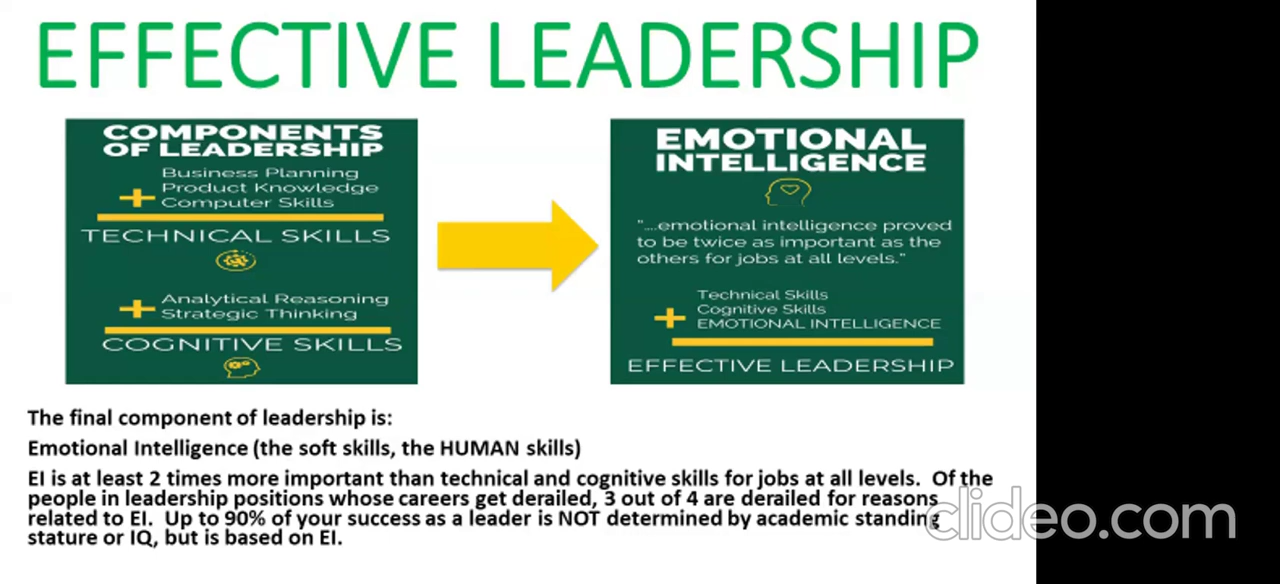 EFFECTIVE LEADERSHIP
COMPONENTS
OF LEADERSHIP
Business Planning
Product Knowledge
+ Computer Skills
TECHNICAL SKILLS
+ Analytical Reasoning
Strategic Thinking
COGNITIVE SKILLS
EMOTIONAL
INTELLIGENCE
"....emotional intelligence proved
to be twice as important as the
others for jobs at all levels."
Technical Skills
Cognitive Skills
+ EMOTIONAL INTELLIGENCE
EFFECTIVE LEADERSHIP
The final component of leadership is:
Emotional Intelligence (the soft skills, the HUMAN skills)
EI is at least 2 times more important than technical and cognitive skills for jobs at all levels. Of the
people in leadership positions whose careers get derailed, 3 out of 4 are derailed for reasons
related to EI. Up to 90% of your success as a leader is NOT determined by academic standing
stature or IQ, but is based on EI.
clideo.com